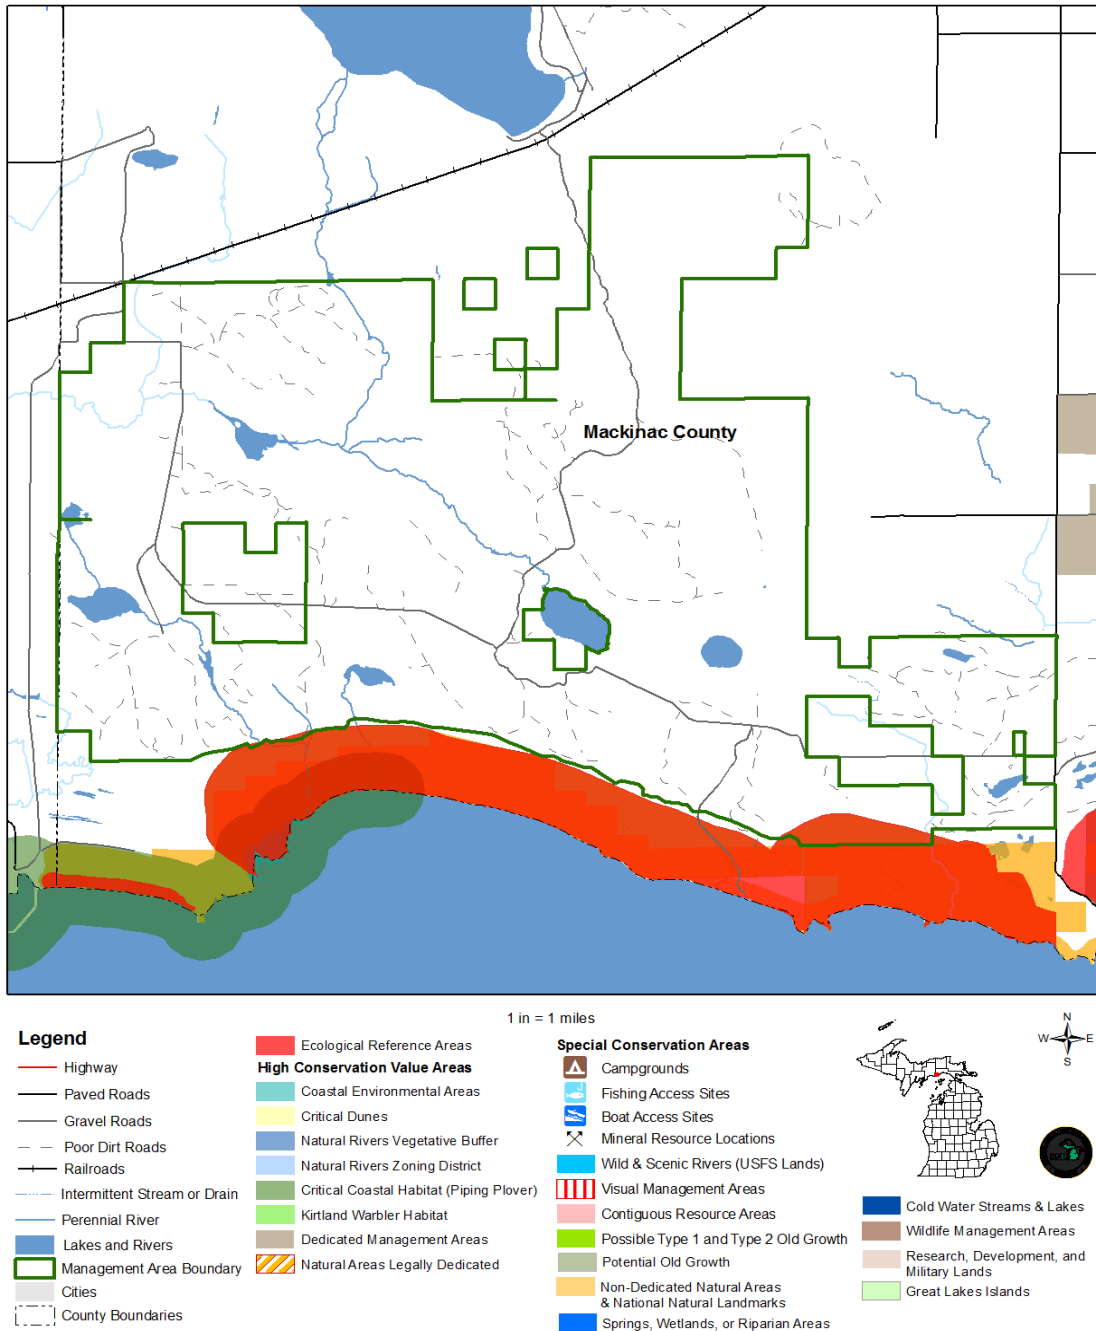 Mackinac County
1 in = 1 miles
Legend
Highway
Paved Roads
Gravel Roads
Poor Dirt Roads
Railroads
Intermittent Stream or Drain
Perennial River
Lakes and Rivers
Management Area Boundary
Cities
County Boundaries
Ecological Reference Areas
High Conservation Value Areas
Coastal Environmental Areas
Critical Dunes
Natural Rivers Vegetative Buffer
Natural Rivers Zoning District
Critical Coastal Habitat (Piping Plover)
Kirtland Warbler Habitat
Dedicated Management Areas
Natural Areas Legally Dedicated
Special Conservation Areas
Campgrounds
Fishing Access Sites
Boat Access Sites
Mineral Resource Locations
Wild & Scenic Rivers (USFS Lands)
Visual Management Areas
Contiguous Resource Areas
Possible Type 1 and Type 2 Old Growth
Potential Old Growth
Non-Dedicated Natural Areas
& National Natural Landmarks
Springs, Wetlands, or Riparian Areas
N
W E
S
Cold Water Streams & Lakes
Wildlife Management Areas
Research, Development, and
Military Lands
Great Lakes Islands